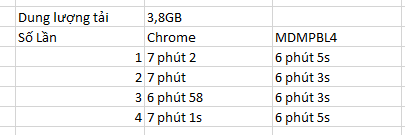 Dung lượng tải 3,8GB
Số Lần Chrome MDMPBL4
1 7 phút 2 6 phút 5s
2 7 phút 6 phút 3s
3 6 phút 58 6 phút 3s
4 7 phút 1s 6 phút 5s